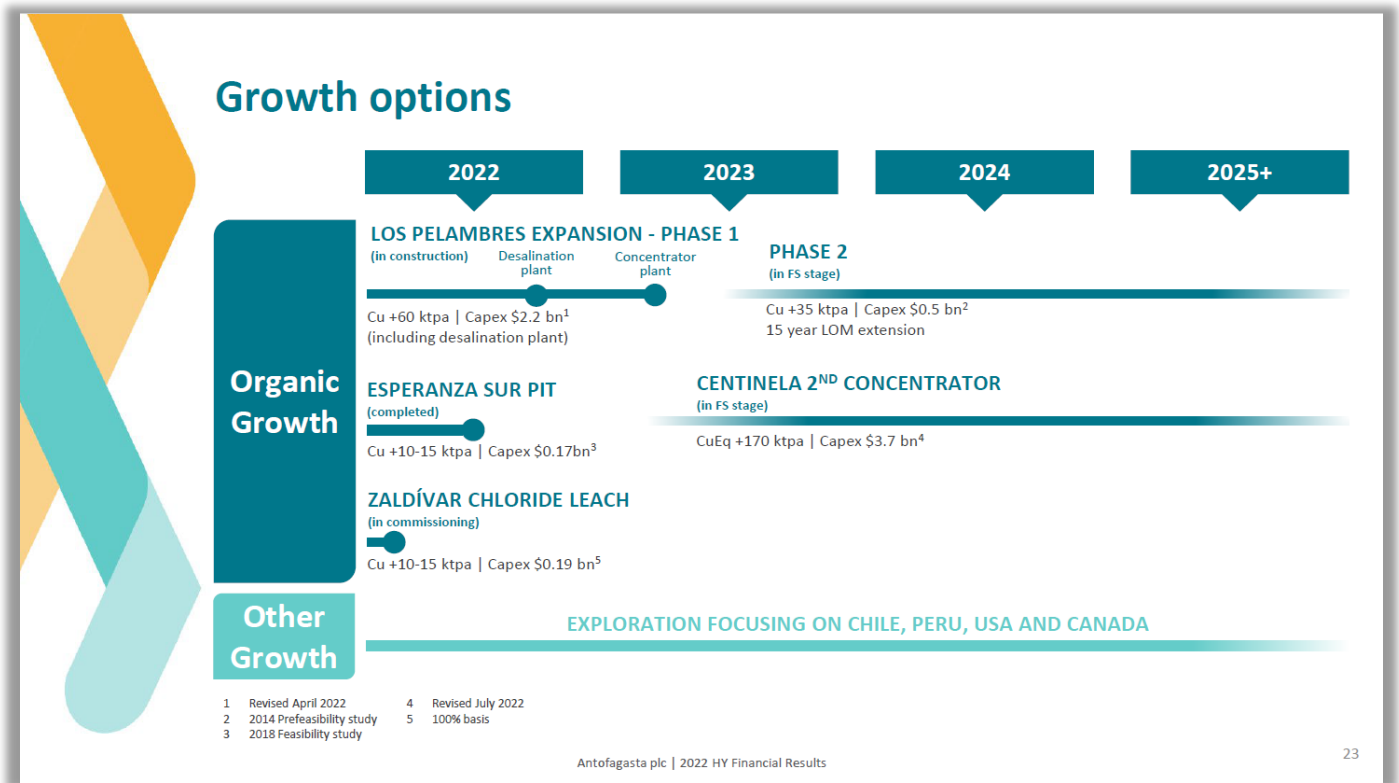 Growth options
2022
2023
2024
2025+
Organic
Growth
LOS PELAMBRES EXPANSION - PHASE 1
(in construction)
Desalination
plant
Concentrator
plant
Cu +60 ktpa | Capex $2.2 bn¹
(including desalination plant)
PHASE 2
(in FS stage)
Cu +35 ktpa | Capex $0.5 bn²
15 year LOM extension
ESPERANZA SUR PIT
(completed)
Cu +10-15 ktpa | Capex $0.17bn³
CENTINELA 2ᴺᴰ CONCENTRATOR
(in FS stage)
CuEq +170 ktpa | Capex $3.7 bn⁴
ZALDÍVAR CHLORIDE LEACH
(in commissioning)
Cu +10-15 ktpa | Capex $0.19 bn⁵
Other
Growth
EXPLORATION FOCUSING ON CHILE, PERU, USA AND CANADA
1 Revised April 2022
2 2014 Prefeasibility study
3 2018 Feasibility study
4 Revised July 2022
5 100% basis
Antofagasta plc | 2022 HY Financial Results
23